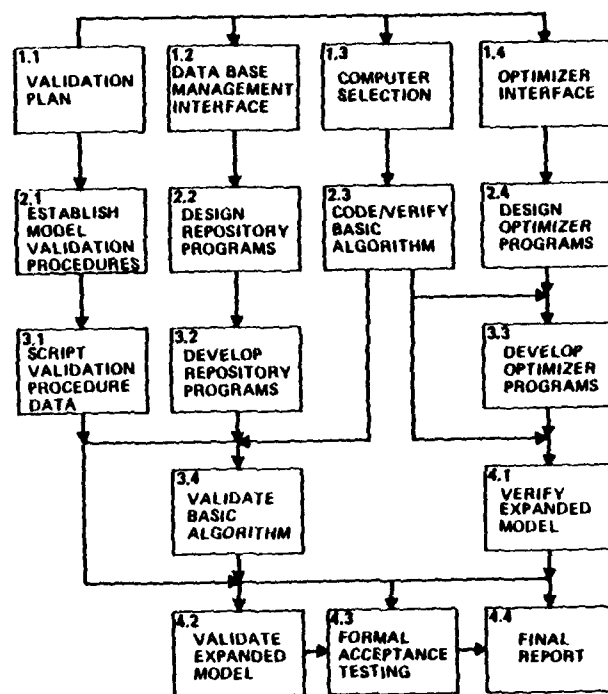 1.1
VALIDATION
PLAN
1.2
DATA BASE
MANAGEMENT
INTERFACE
1.3
COMPUTER
SELECTION
1.4
OPTIMIZER
INTERFACE
2.1
ESTABLISH
MODEL
VALIDATION
PROCEDURES
2.2
DESIGN
REPOSITORY
PROGRAMS
2.3
CODE/VERIFY
BASIC
ALGORITHM
2.4
DESIGN
OPTIMIZER
PROGRAMS
3.1
SCRIPT
VALIDATION
PROCEDURE
DATA
3.2
DEVELOP
REPOSITORY
PROGRAMS
3.3
DEVELOP
OPTIMIZER
PROGRAMS
3.4
VALIDATE
BASIC
ALGORITHM
4.1
VERIFY
EXPANDED
MODEL
4.2
VALIDATE
EXPANDED
MODEL
4.3
FORMAL
ACCEPTANCE
TESTING
4.4
FINAL
REPORT